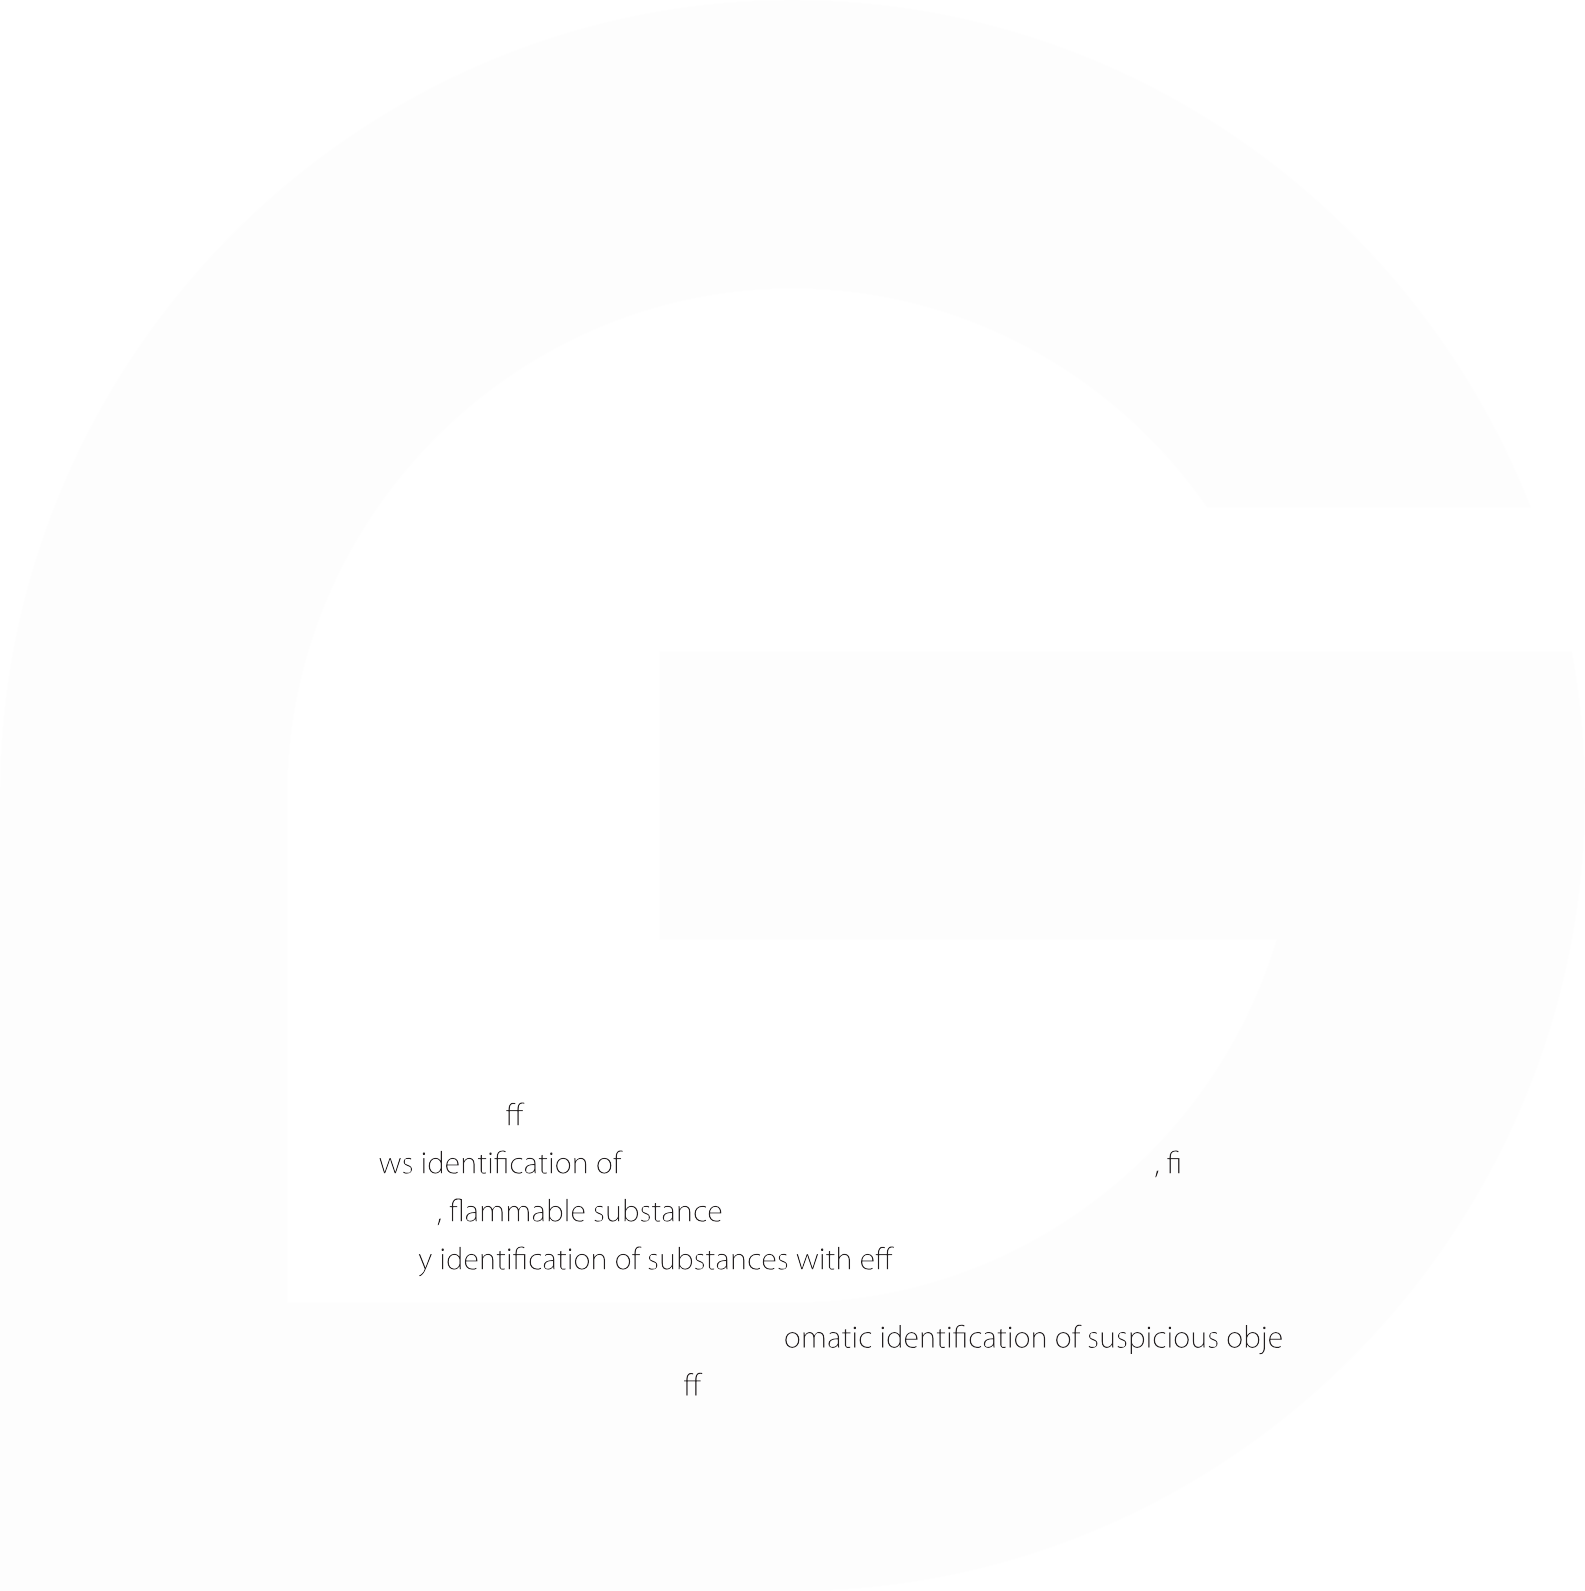 ff
ws identification of , fi
, flammable substance
y identification of substances with eff
omatic identification of suspicious obje
ff